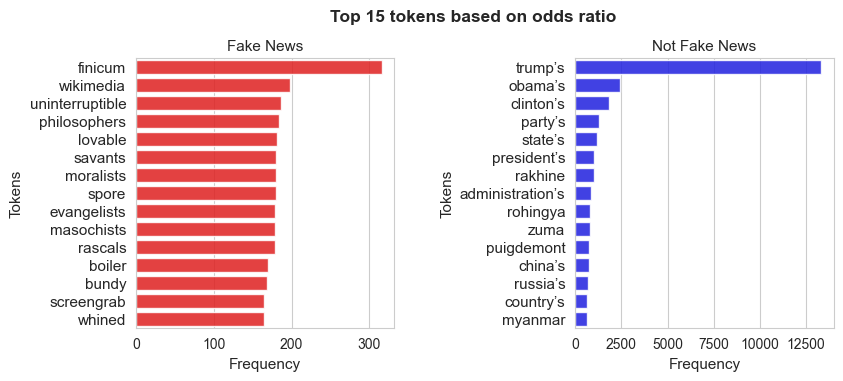 Top 15 tokens based on odds ratio
Fake News
Tokens
finicum
wikimedia
uninterruptible
philosophers
lovable
savants
moralists
spore
evangelists
masochists
rascals
boiler
bundy
screengrab
whined
0 100 200 300
Frequency
Not Fake News
Tokens
trump’s
obama’s
clinton’s
party’s
state’s
president’s
rakhine
administration’s
rohingya
zuma
puigdemont
china’s
russia’s
country’s
myanmar
0 2500 5000 7500 10000 12500
Frequency